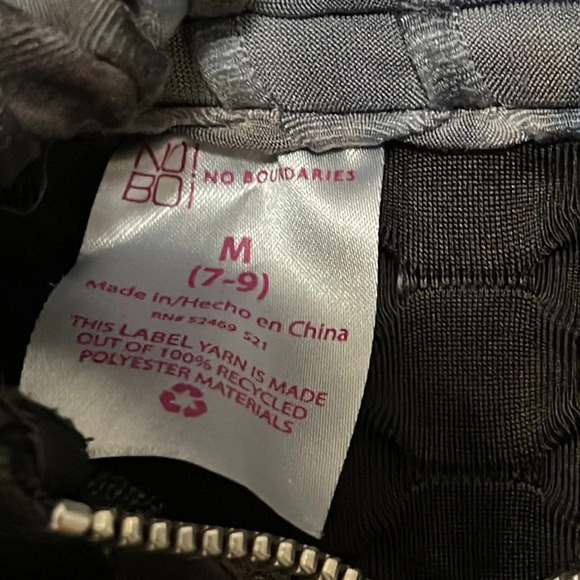 NO
BO
NO BOUNDARIES
M
(7-9)
Made in/Hecho en China
RN# 52469 521
THIS LABEL YARN IS MADE
OUT OF 100% RECYCLED
POLYESTER MATERIALS